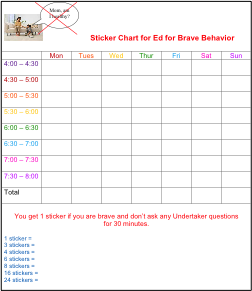 Mom, am
I healthy?
Sticker Chart for Ed for Brave Behavior
Mon Tues Wed Thur Fri Sat Sun
4:00 – 4:30
4:30 – 5:00
5:00 – 5:30
5:30 – 6:00
6:00 – 6:30
6:30 – 7:00
7:00 – 7:30
7:30 – 8:00
Total
You get 1 sticker if you are brave and don't ask any Undertaker questions
for 30 minutes.
1 sticker =
3 stickers =
4 stickers =
6 stickers =
8 stickers =
16 stickers =
24 stickers =